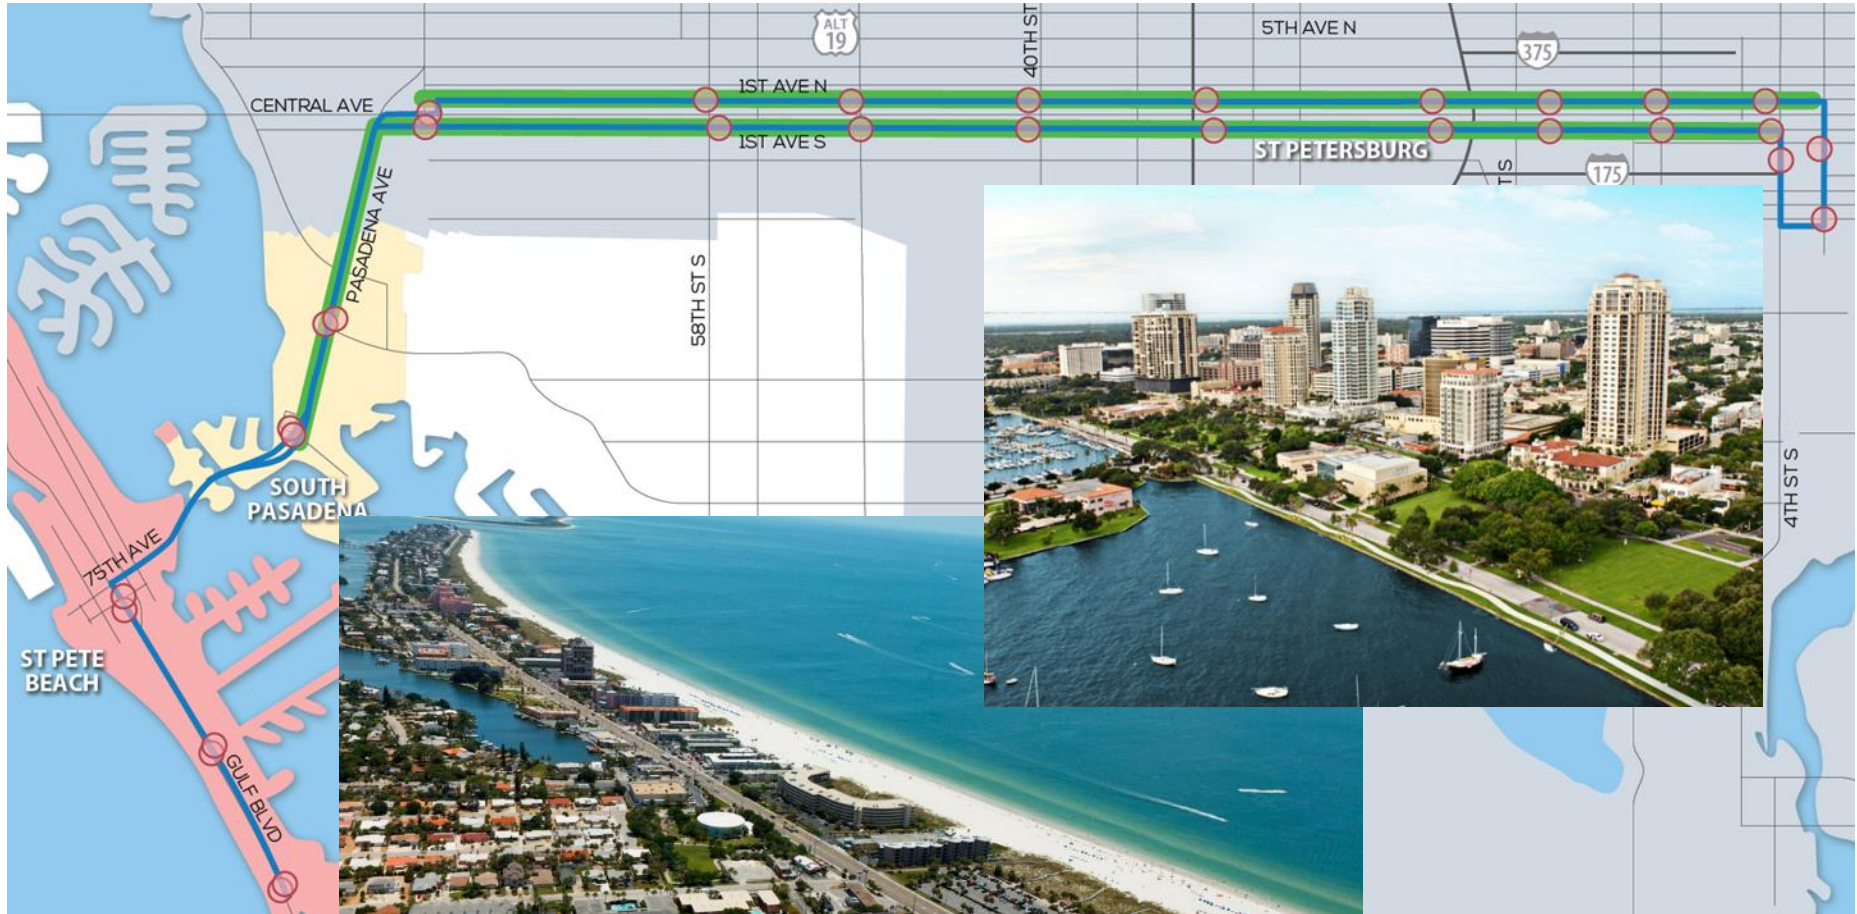 ALT
19
40TH ST
5TH AVE N
375
1ST AVE N
CENTRAL AVE
1ST AVE S
ST PETERSBURG
175
T S
PASADENA AVE
58TH ST S
4TH ST S
SOUTH
PASADENA
75TH AVE
ST PETE
BEACH
GULF BLVD